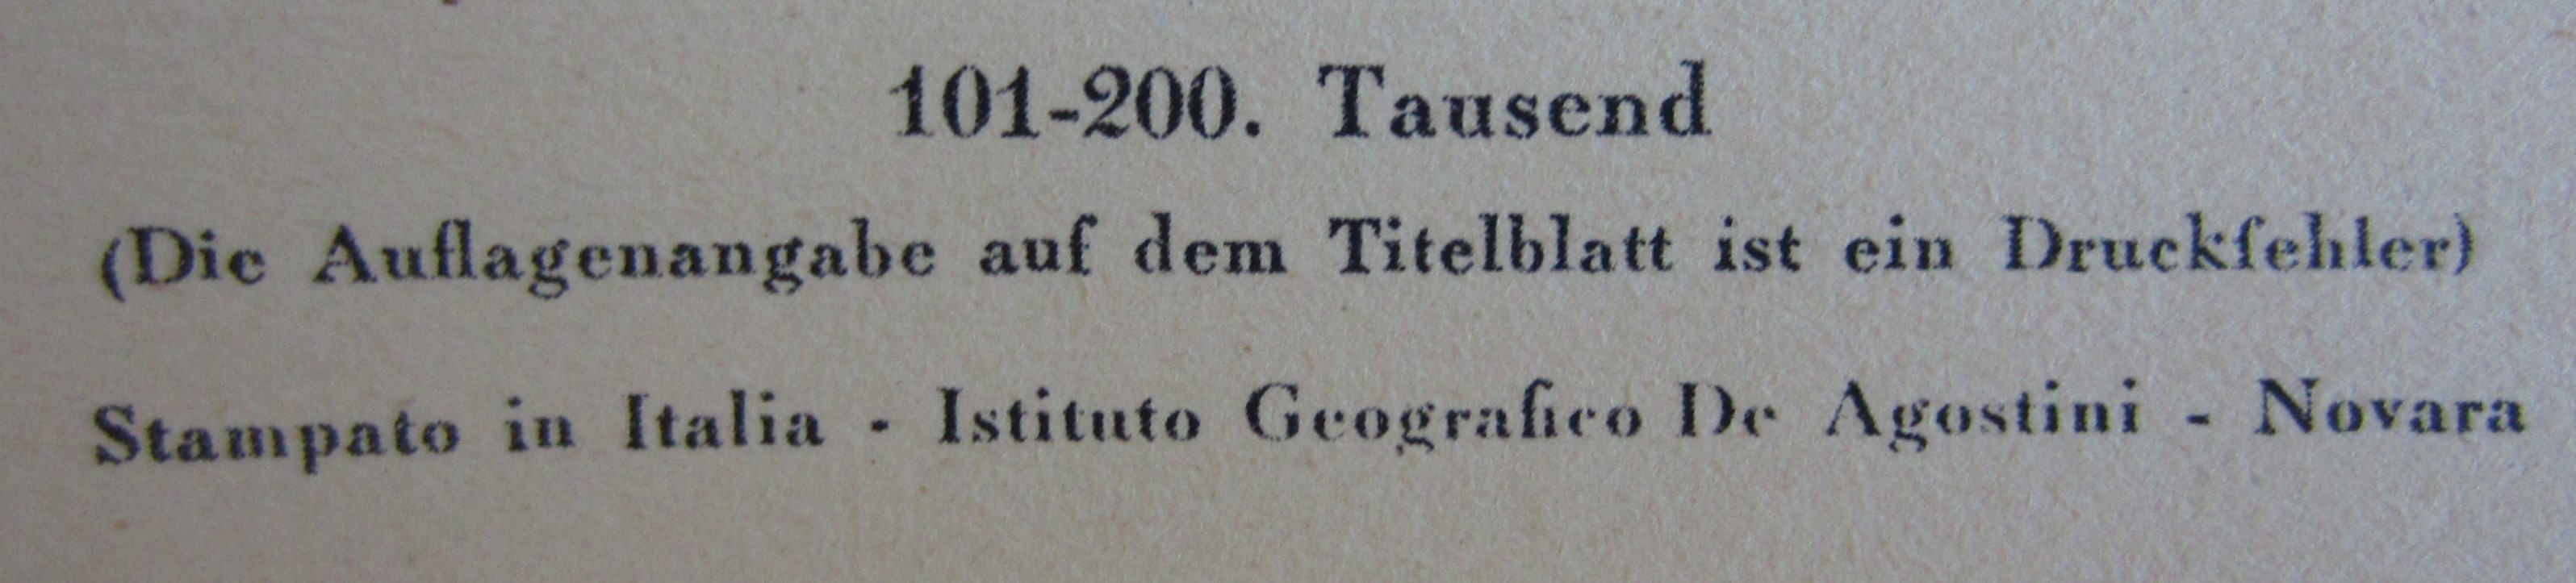 101-200. Tausend
(Die Auflagenangabe auf dem Titelblatt ist ein Druckfehler)
Stampato in Italia - Istituto Geografico De Agostini - Novara